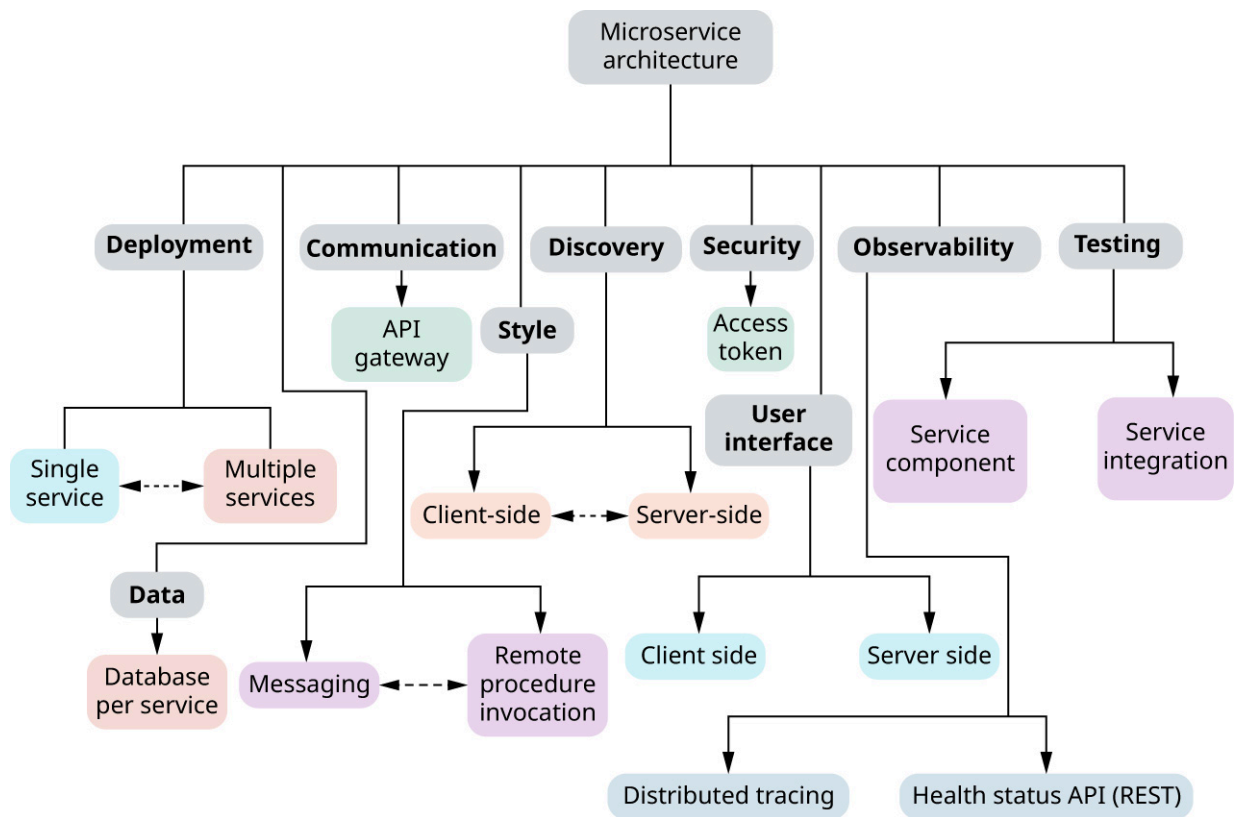 Microservice
architecture
Deployment
Communication
Discovery
Security
Observability
Testing
API
gateway
Style
Access
token
User
interface
Service
component
Service
integration
Single
service
Multiple
services
Client-side
Server-side
Data
Database
per service
Messaging
Remote
procedure
invocation
Client side
Server side
Distributed tracing
Health status API (REST)